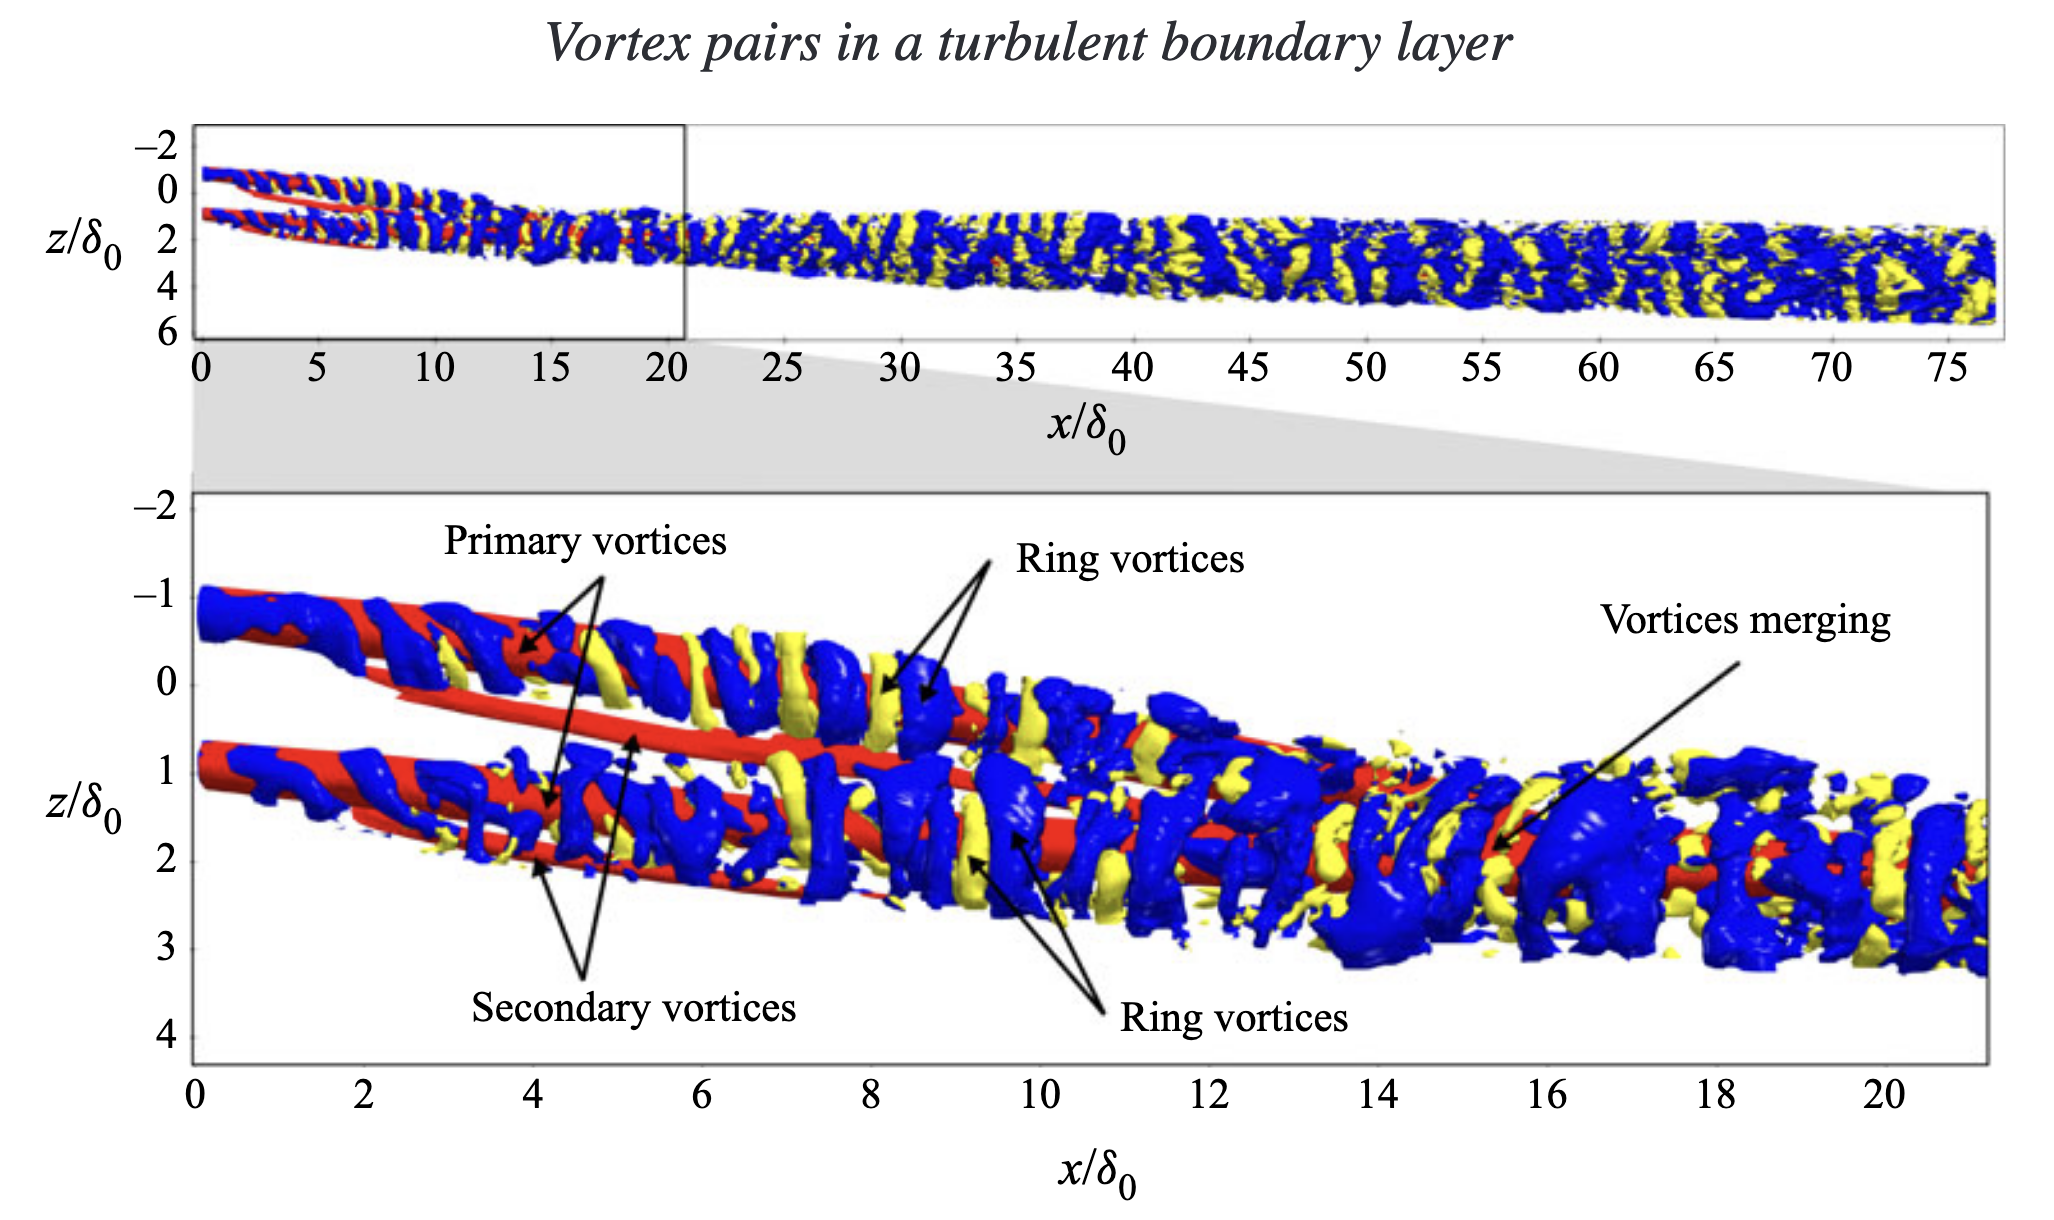 Vortex pairs in a turbulent boundary layer
–2
0
2
4
6
z/δ0
0 5 10 15 20 25 30 35 40 45 50 55 60 65 70 75
x/δ0
–2
Primary vortices
Ring vortices
–1
Vortices merging
0
1
z/δ0
2
3
Secondary vortices
Ring vortices
4
0 2 4 6 8 10 12 14 16 18 20
x/δ0